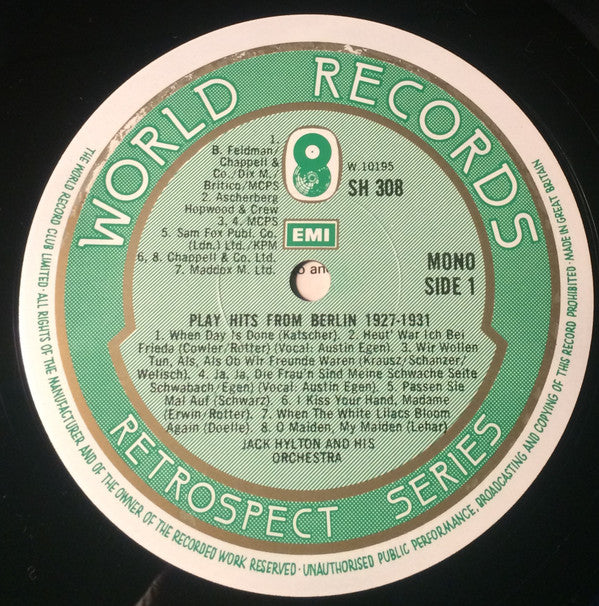 WORLD RECORDS
1.
B. Feldman/
Chappell &
Co./Dix M./
Britico/MCPS
2. Ascherberg
Hopwood & Crew
3. 4. MCPS
5. Sam Fox Publ. Co.
(Ldn.) Ltd./KPM
6, 8. Chappell & Co. Ltd.
7. Maddox M. Ltd.
W 10195
SH 308
EMI
o an
MONO
SIDE 1
PLAY HITS FROM BERLIN 1927-1931
1. When Day Is Done (Katscher). 2. Heut' War Ich Bei
Frieda (Cowler/Rotter) (Vocal: Austin Egen). 3. Wir Wollen
Tun, Als Ob Wir Freunde Waren (Krausz/Schanzer/
Welisch). 4. Ja, Ja, Die Frau'n Sind Meine Schwache Seite
Schwabach/Egen) (Vocal: Austin Egen). 5. Passen Sie
Mal Auf (Schwarz). 6. I Kiss Your Hand, Madame
(Erwin/Rotter). 7. When The White Lilacs Bloom
Again (Doelle). 8. O Maiden, My Maiden (Lehar)
JACK HYLTON AND HIS
ORCHESTRA
RETROSPECT SERIES
THE WORLD RECORD CLUB LIMITED · ALL RIGHTS OF THE MANUFACTURER AND OF THE OWNER OF THE RECORDED WORK RESERVED · UNAUTHORISED PUBLIC PERFORMANCE, BROADCASTING AND COPYING OF THIS RECORD PROHIBITED · MADE IN GREAT BRITAIN